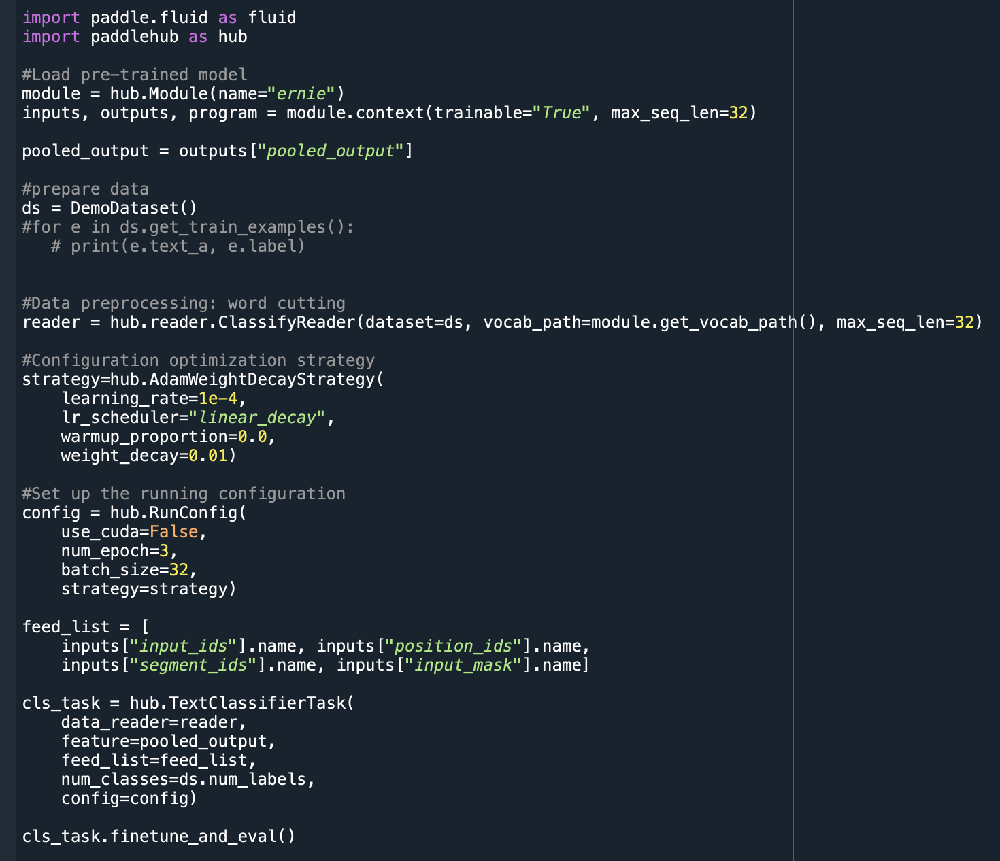 import paddle.fluid as fluid
import paddlehub as hub

#Load pre-trained model
module = hub.Module(name="ernie")
inputs, outputs, program = module.context(trainable="True", max_seq_len=32)

pooled_output = outputs["pooled_output"]

#prepare data
ds = DemoDataset()
#for e in ds.get_train_examples():
   # print(e.text_a, e.label)


#Data preprocessing: word cutting
reader = hub.reader.ClassifyReader(dataset=ds, vocab_path=module.get_vocab_path(), max_seq_len=32)

#Configuration optimization strategy
strategy=hub.AdamWeightDecayStrategy(
    learning_rate=1e-4,
    lr_scheduler="linear_decay",
    warmup_proportion=0.0,
    weight_decay=0.01)

#Set up the running configuration
config = hub.RunConfig(
    use_cuda=False,
    num_epoch=3,
    batch_size=32,
    strategy=strategy)

feed_list = [
    inputs["input_ids"].name, inputs["position_ids"].name,
    inputs["segment_ids"].name, inputs["input_mask"].name]

cls_task = hub.TextClassifierTask(
    data_reader=reader,
    feature=pooled_output,
    feed_list=feed_list,
    num_classes=ds.num_labels,
    config=config)

cls_task.finetune_and_eval()